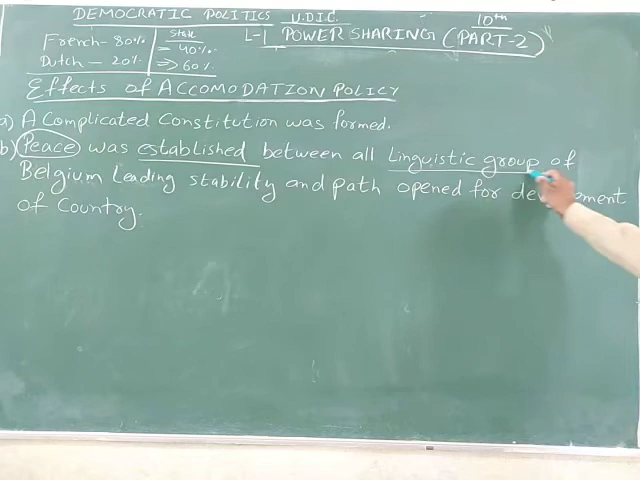 DEMOCRATIC POLITICS U.D.I.C. 10th
L-1 POWER SHARING (PART-2)
French - 80%
Dutch - 20%
State
= 40%.
⇒ 60%
Effects of ACCOMODATION POLICY
a) A Complicated Constitution was formed.
b) Peace was established between all Linguistic group of
Belgium Leading stability and path opened for
of Country.